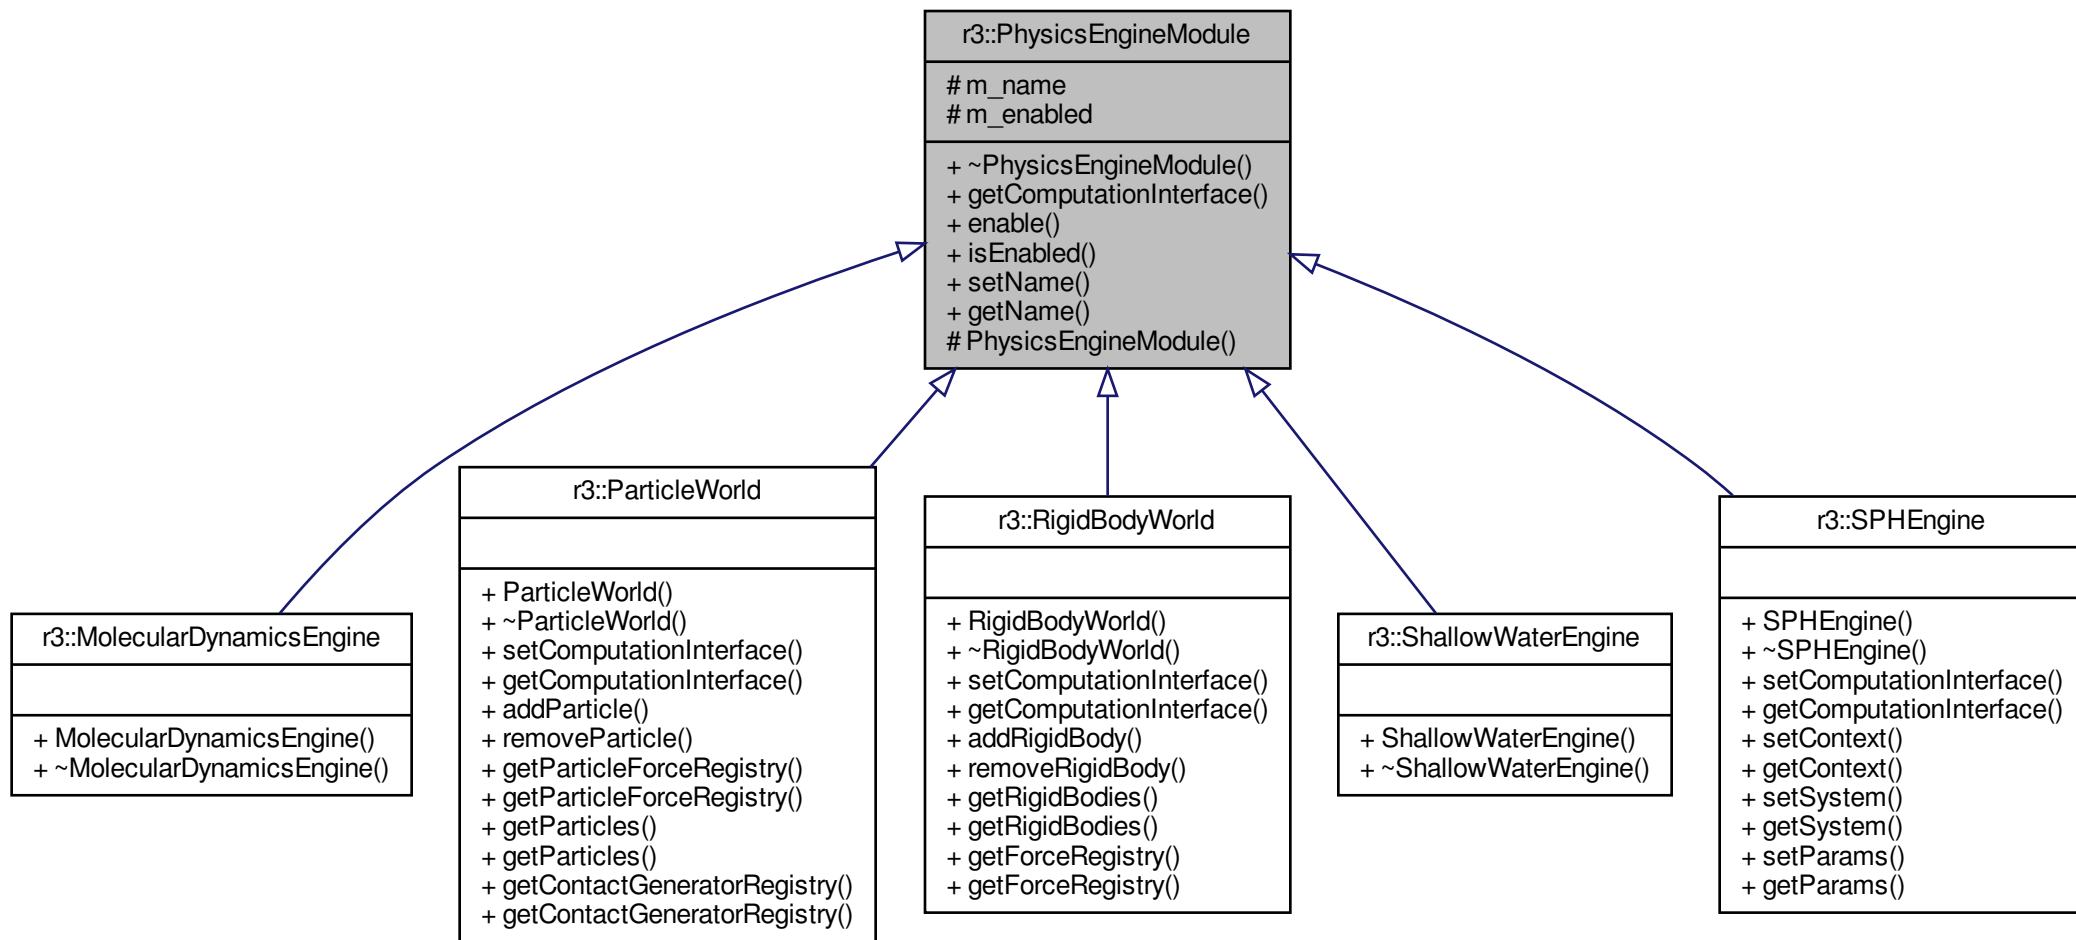 r3::PhysicsEngineModule
# m_name
# m_enabled
+ ~PhysicsEngineModule()
+ getComputationInterface()
+ enable()
+ isEnabled()
+ setName()
+ getName()
# PhysicsEngineModule()
r3::MolecularDynamicsEngine
+ MolecularDynamicsEngine()
+ ~MolecularDynamicsEngine()
r3::ParticleWorld
+ ParticleWorld()
+ ~ParticleWorld()
+ setComputationInterface()
+ getComputationInterface()
+ addParticle()
+ removeParticle()
+ getParticleForceRegistry()
+ getParticleForceRegistry()
+ getParticles()
+ getParticles()
+ getContactGeneratorRegistry()
+ getContactGeneratorRegistry()
r3::RigidBodyWorld
+ RigidBodyWorld()
+ ~RigidBodyWorld()
+ setComputationInterface()
+ getComputationInterface()
+ addRigidBody()
+ removeRigidBody()
+ getRigidBodies()
+ getRigidBodies()
+ getForceRegistry()
+ getForceRegistry()
r3::ShallowWaterEngine
+ ShallowWaterEngine()
+ ~ShallowWaterEngine()
r3::SPHEngine
+ SPHEngine()
+ ~SPHEngine()
+ setComputationInterface()
+ getComputationInterface()
+ setContext()
+ getContext()
+ setSystem()
+ getSystem()
+ setParams()
+ getParams()